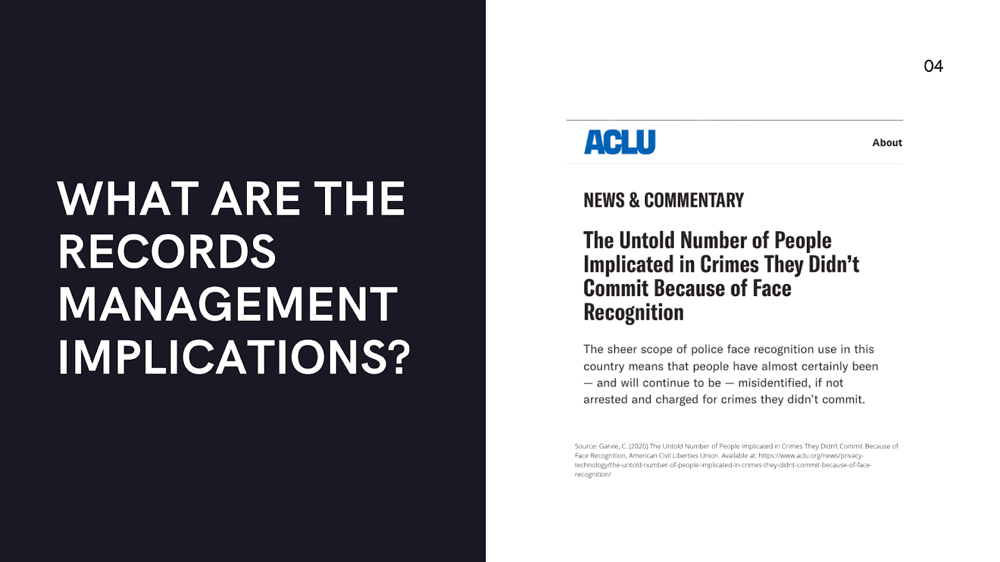 WHAT ARE THE
RECORDS
MANAGEMENT
IMPLICATIONS?
04
ACLU
About
NEWS & COMMENTARY
The Untold Number of People
Implicated in Crimes They Didn’t
Commit Because of Face
Recognition
The sheer scope of police face recognition use in this
country means that people have almost certainly been
— and will continue to be — misidentified, if not
arrested and charged for crimes they didn’t commit.
Source: Garvie, C. (2020) The Untold Number of People Implicated in Crimes They Didn't Commit Because of
Face Recognition, American Civil Liberties Union. Available at: https://www.aclu.org/news/privacy-
technology/the-untold-number-of-people-implicated-in-crimes-they-didnt-commit-because-of-face-
recognition/